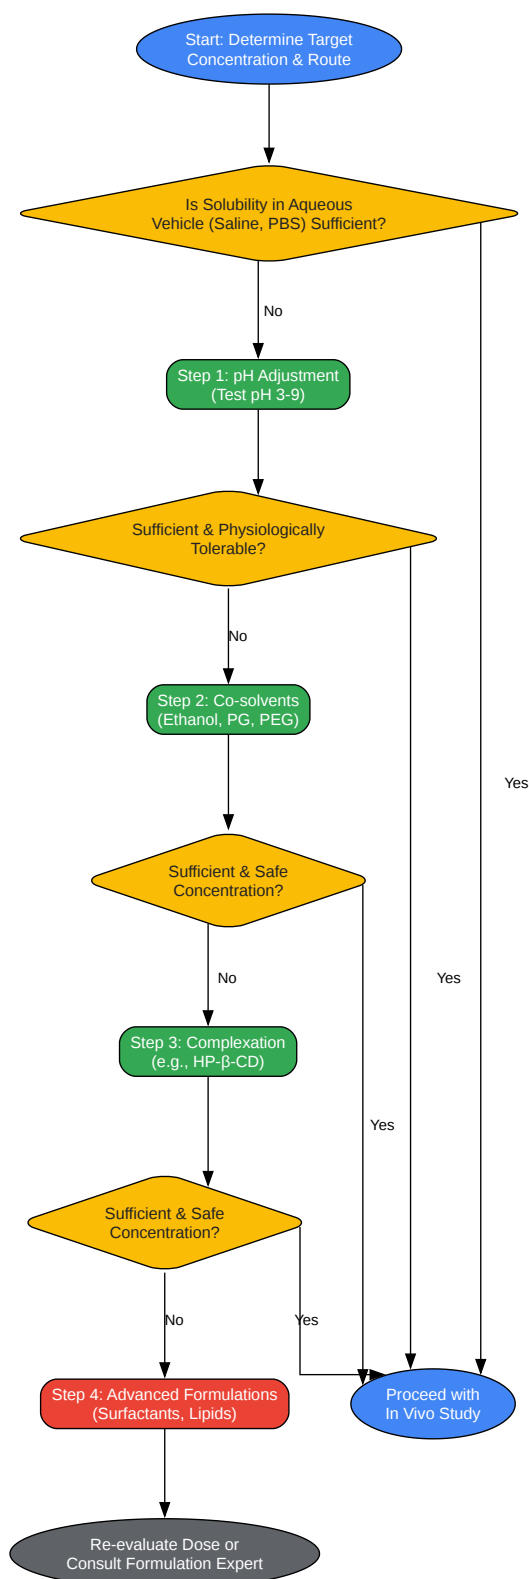 Start: Determine Target
Concentration & Route
Is Solubility in Aqueous
Vehicle (Saline, PBS) Sufficient?
No
Step 1: pH Adjustment
(Test pH 3-9)
Sufficient & Physiologically
Tolerable?
No
Step 2: Co-solvents
(Ethanol, PG, PEG)
Yes
Sufficient & Safe
Concentration?
No
Yes
Step 3: Complexation
(e.g., HP-β-CD)
Yes
Sufficient & Safe
Concentration?
No
Yes
Step 4: Advanced Formulations
(Surfactants, Lipids)
Proceed with
In Vivo Study
Re-evaluate Dose or
Consult Formulation Expert